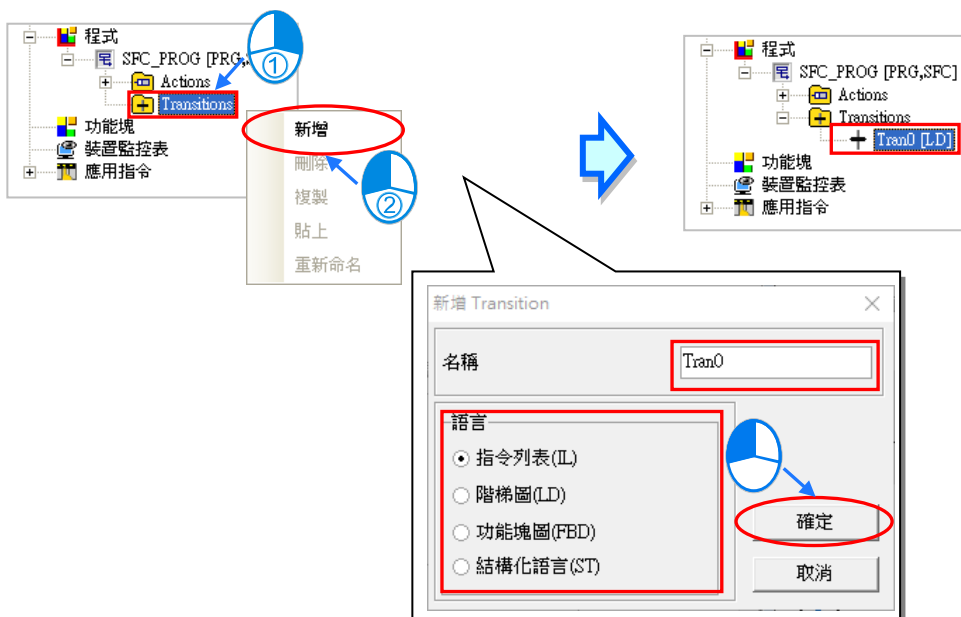 程式
SFC_PROG [PRG,S
Actions
Transitions
功能塊
裝置監控表
應用指令
①
新增
刪除
②
複製
貼上
重新命名
程式
SFC_PROG [PRG,SFC]
Actions
Transitions
Tran0 [LD]
功能塊
裝置監控表
應用指令
新增 Transition
名稱
Tran0
語言
指令列表(IL)
階梯圖(LD)
功能塊圖(FBD)
結構化語言(ST)
確定
取消